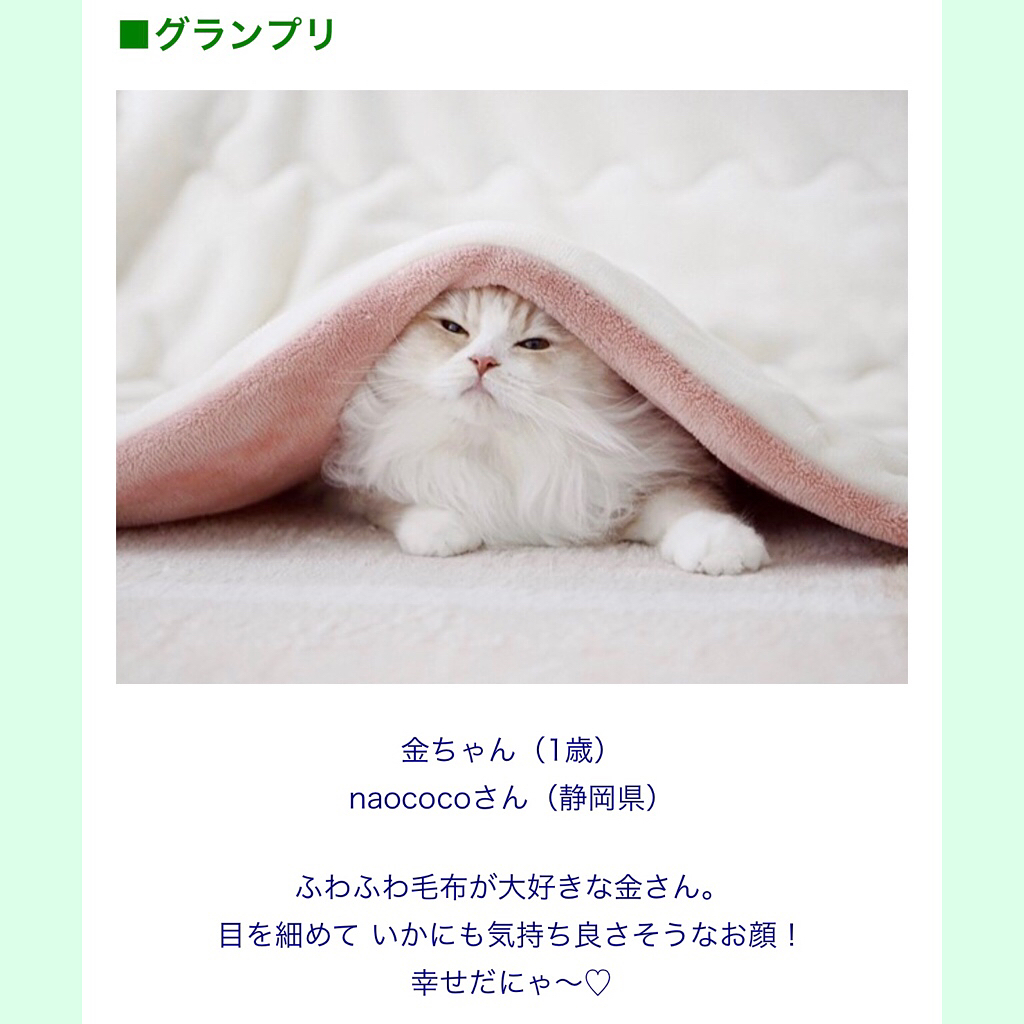 ■グランプリ
金ちゃん（1歳）
naococoさん（静岡県）
ふわふわ毛布が大好きな金さん。
目を細めて いかにも気持ち良さそうなお顔！
幸せだにゃ〜♡